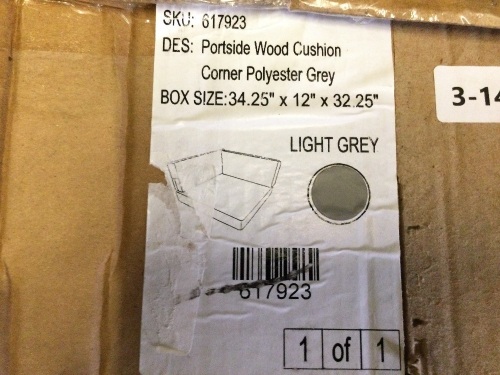 SKU: 617923
DES: Portside Wood Cushion
Corner Polyester Grey
BOX SIZE:34.25" x 12" x 32.25"
3-14
LIGHT GREY
617923
1 of 1